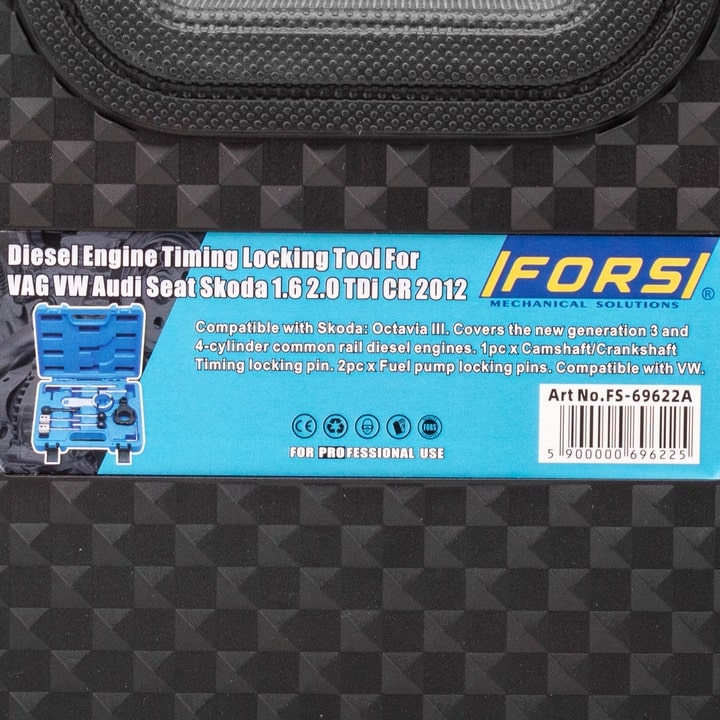 Diesel Engine Timing Locking Tool For
VAG VW Audi Seat Skoda 1.6 2.0 TDi CR 2012
FORS
®
MECHANICAL SOLUTIONS
Compatible with Skoda: Octavia III. Covers the new generation 3 and
4-cylinder common rail diesel engines. 1pc x Camshaft/Crankshaft
Timing locking pin. 2pc x Fuel pump locking pins. Compatible with VW.
Art No.FS-69622A
5 900000 696225
CE
FORS
FOR PROFESSIONAL USE